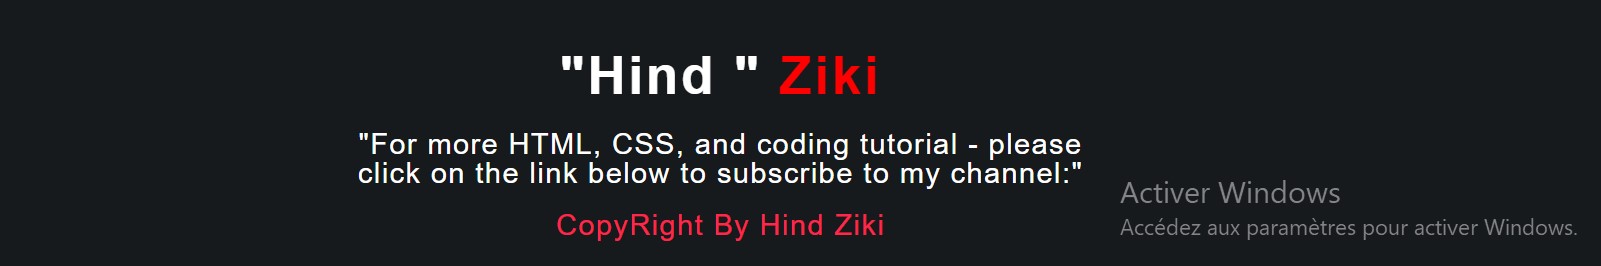 "Hind " Ziki
"For more HTML, CSS, and coding tutorial - please
click on the link below to subscribe to my channel:"
CopyRight By Hind Ziki
Activer Windows
Accédez aux paramètres pour activer Windows.